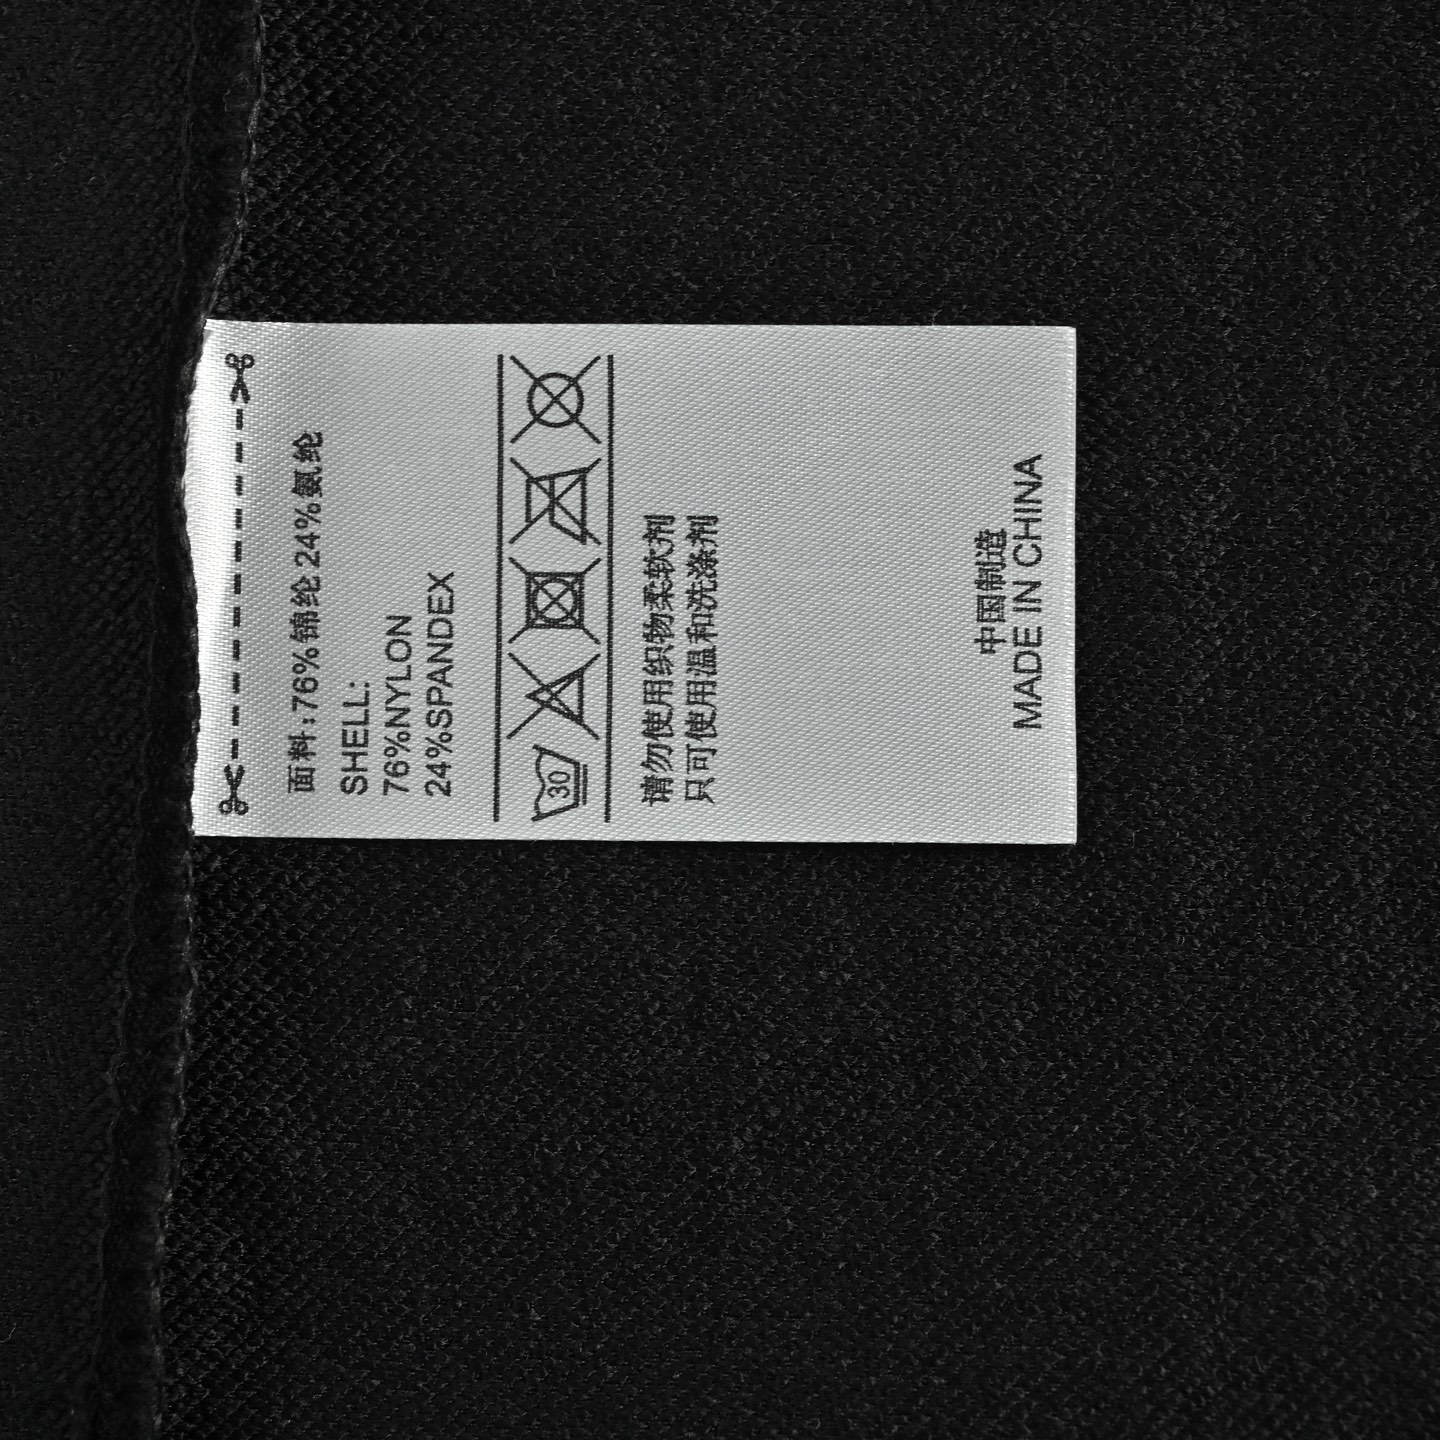 面料:76%锦纶 24%氨纶
SHELL:
76%NYLON
24%SPANDEX
30
请勿使用织物柔软剂
只可使用温和洗涤剂
中国制造
MADE IN CHINA